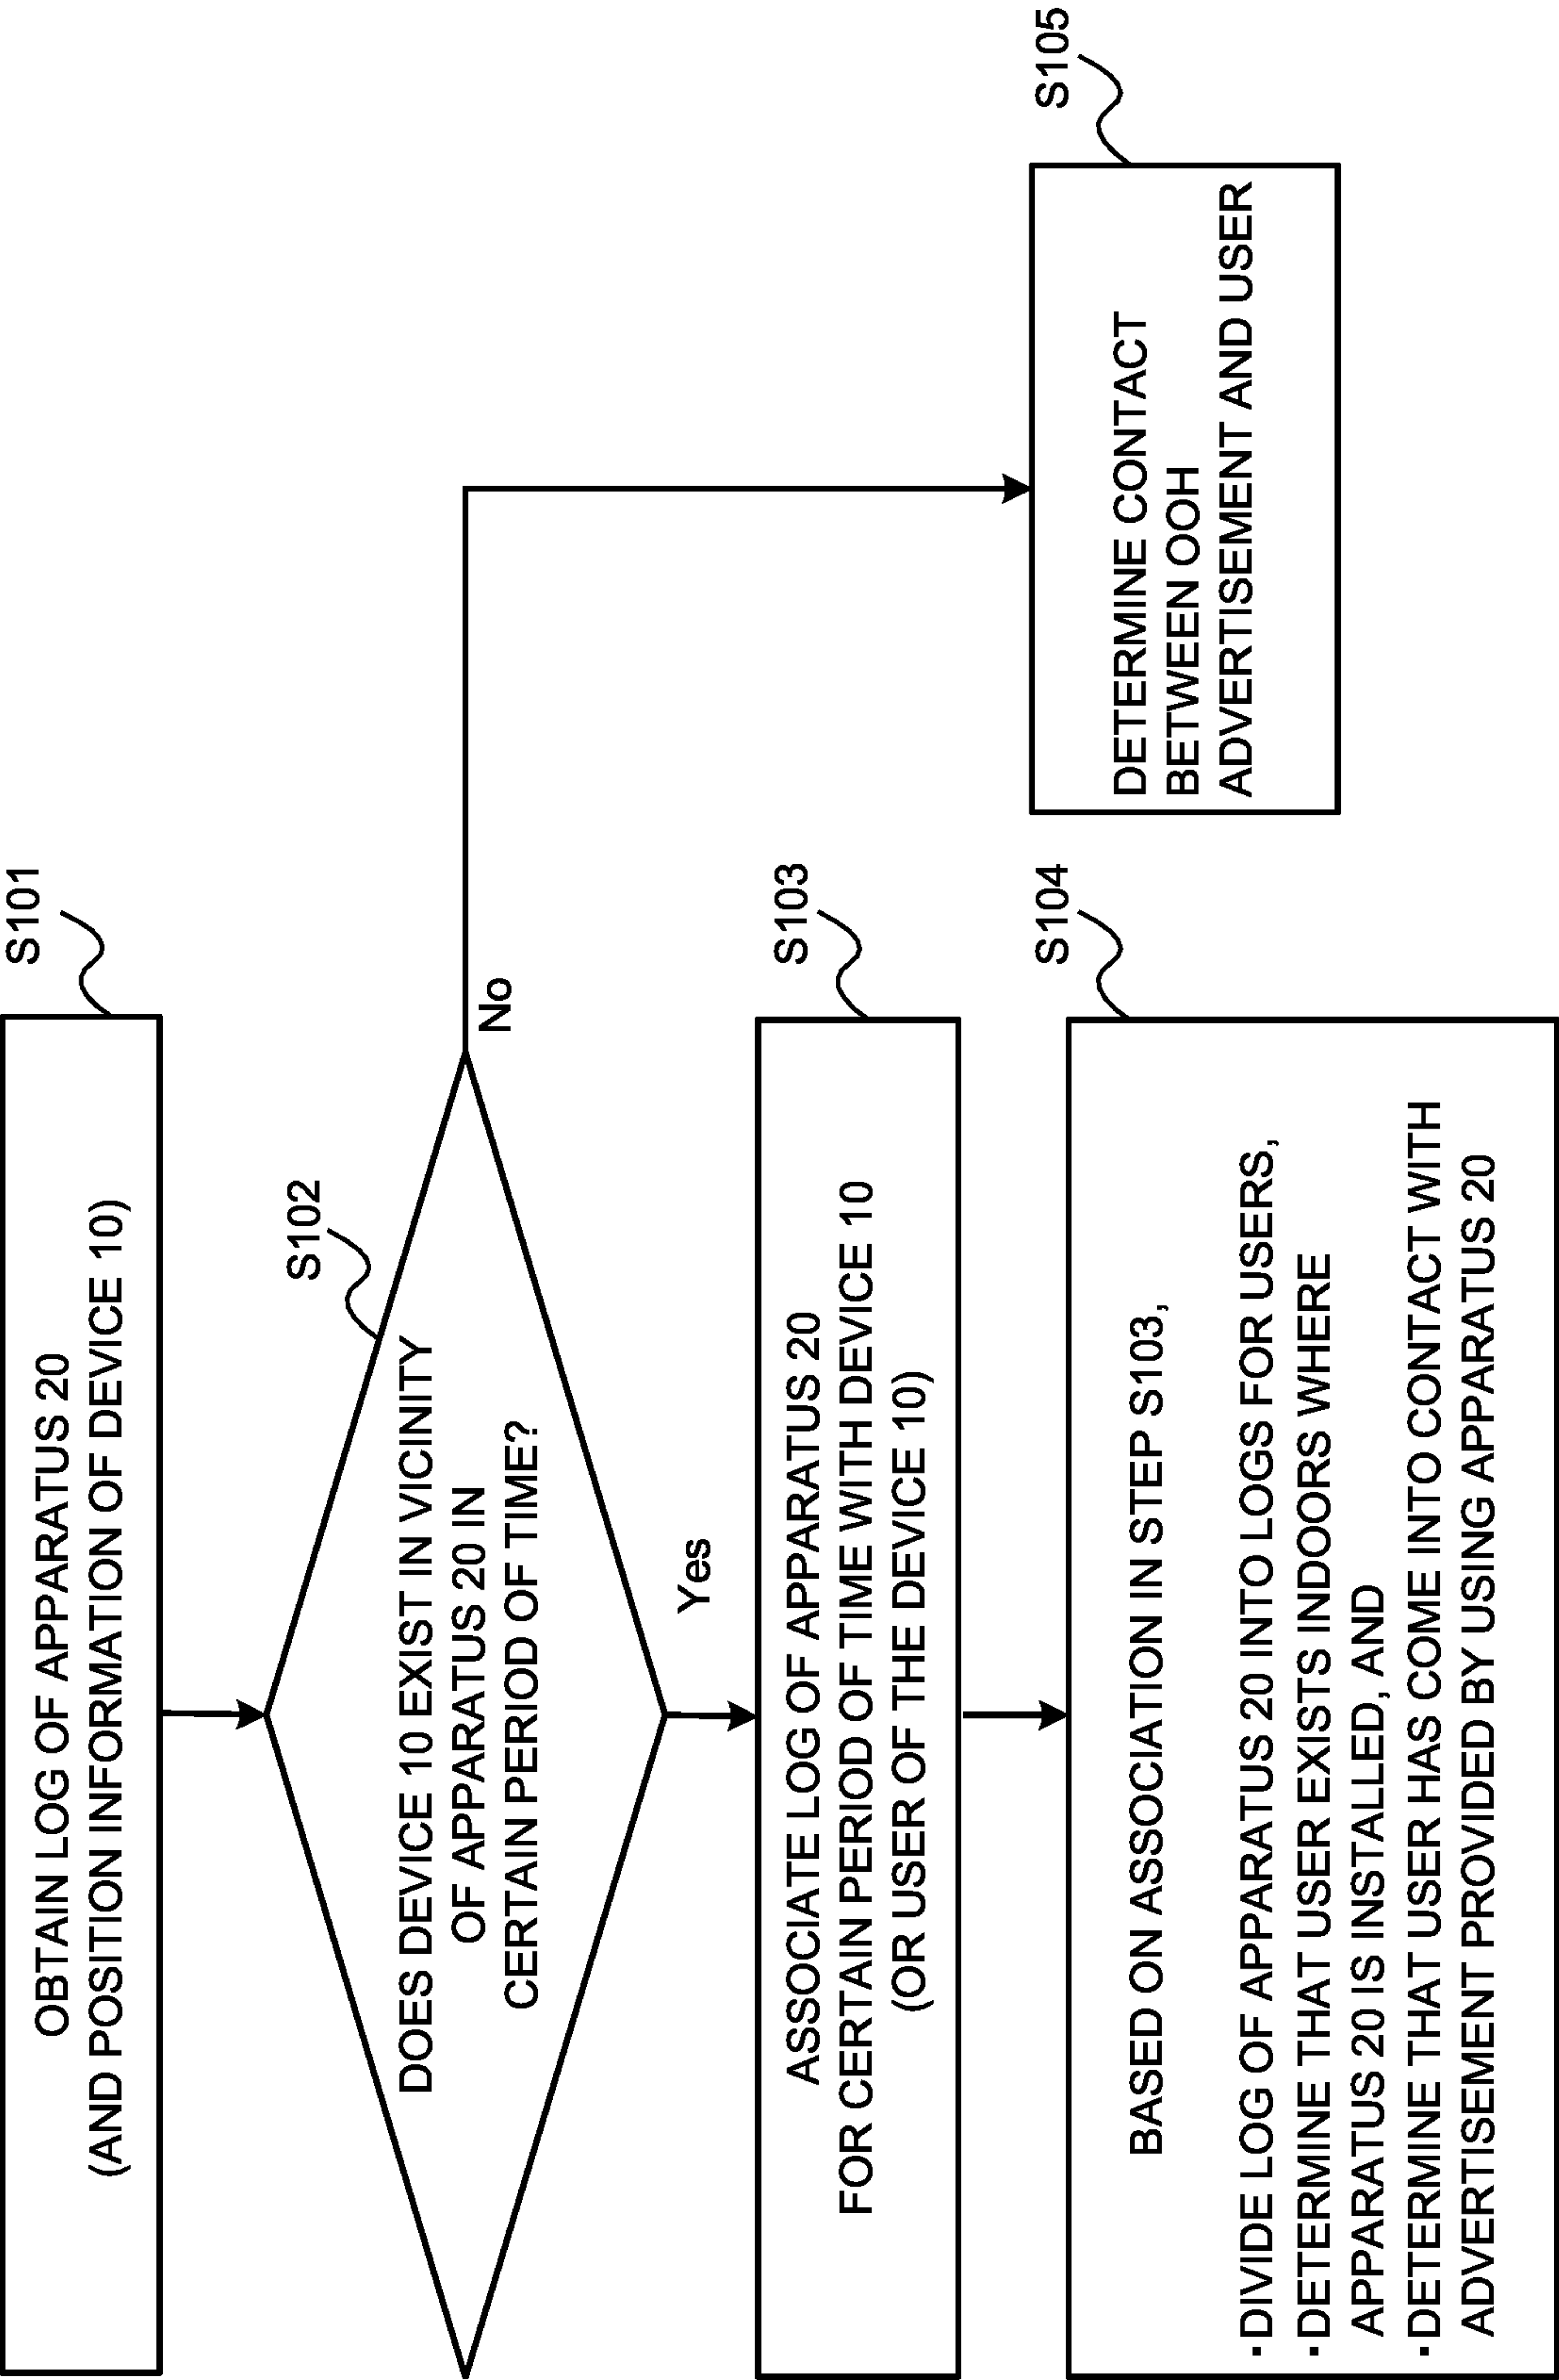 S101
OBTAIN LOG OF APPARATUS 20
(AND POSITION INFORMATION OF DEVICE 10)
S102
DOES DEVICE 10 EXIST IN VICINITY
OF APPARATUS 20 IN
CERTAIN PERIOD OF TIME?
No
Yes
S103
ASSOCIATE LOG OF APPARATUS 20
FOR CERTAIN PERIOD OF TIME WITH DEVICE 10
(OR USER OF THE DEVICE 10)
S104
BASED ON ASSOCIATION IN STEP S103,
・DIVIDE LOG OF APPARATUS 20 INTO LOGS FOR USERS,
・DETERMINE THAT USER EXISTS INDOORS WHERE
APPARATUS 20 IS INSTALLED, AND
・DETERMINE THAT USER HAS COME INTO CONTACT WITH
ADVERTISEMENT PROVIDED BY USING APPARATUS 20
S105
DETERMINE CONTACT
BETWEEN OOH
ADVERTISEMENT AND USER